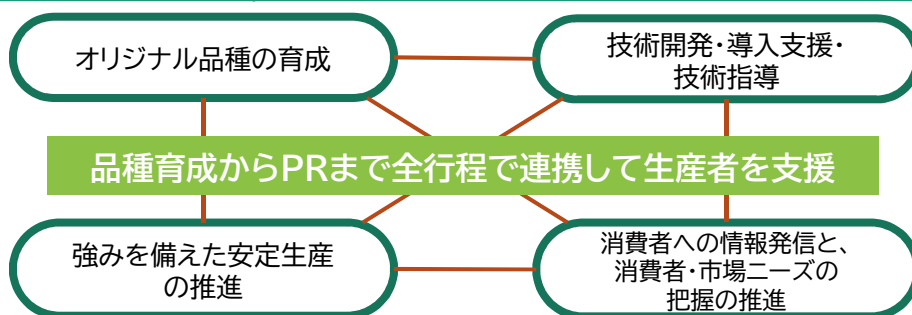 オリジナル品種の育成
技術開発・導入支援・
技術指導
品種育成からPRまで全行程で連携して生産者を支援
強みを備えた安定生産
の推進
消費者への情報発信と、
消費者・市場ニーズの
把握の推進